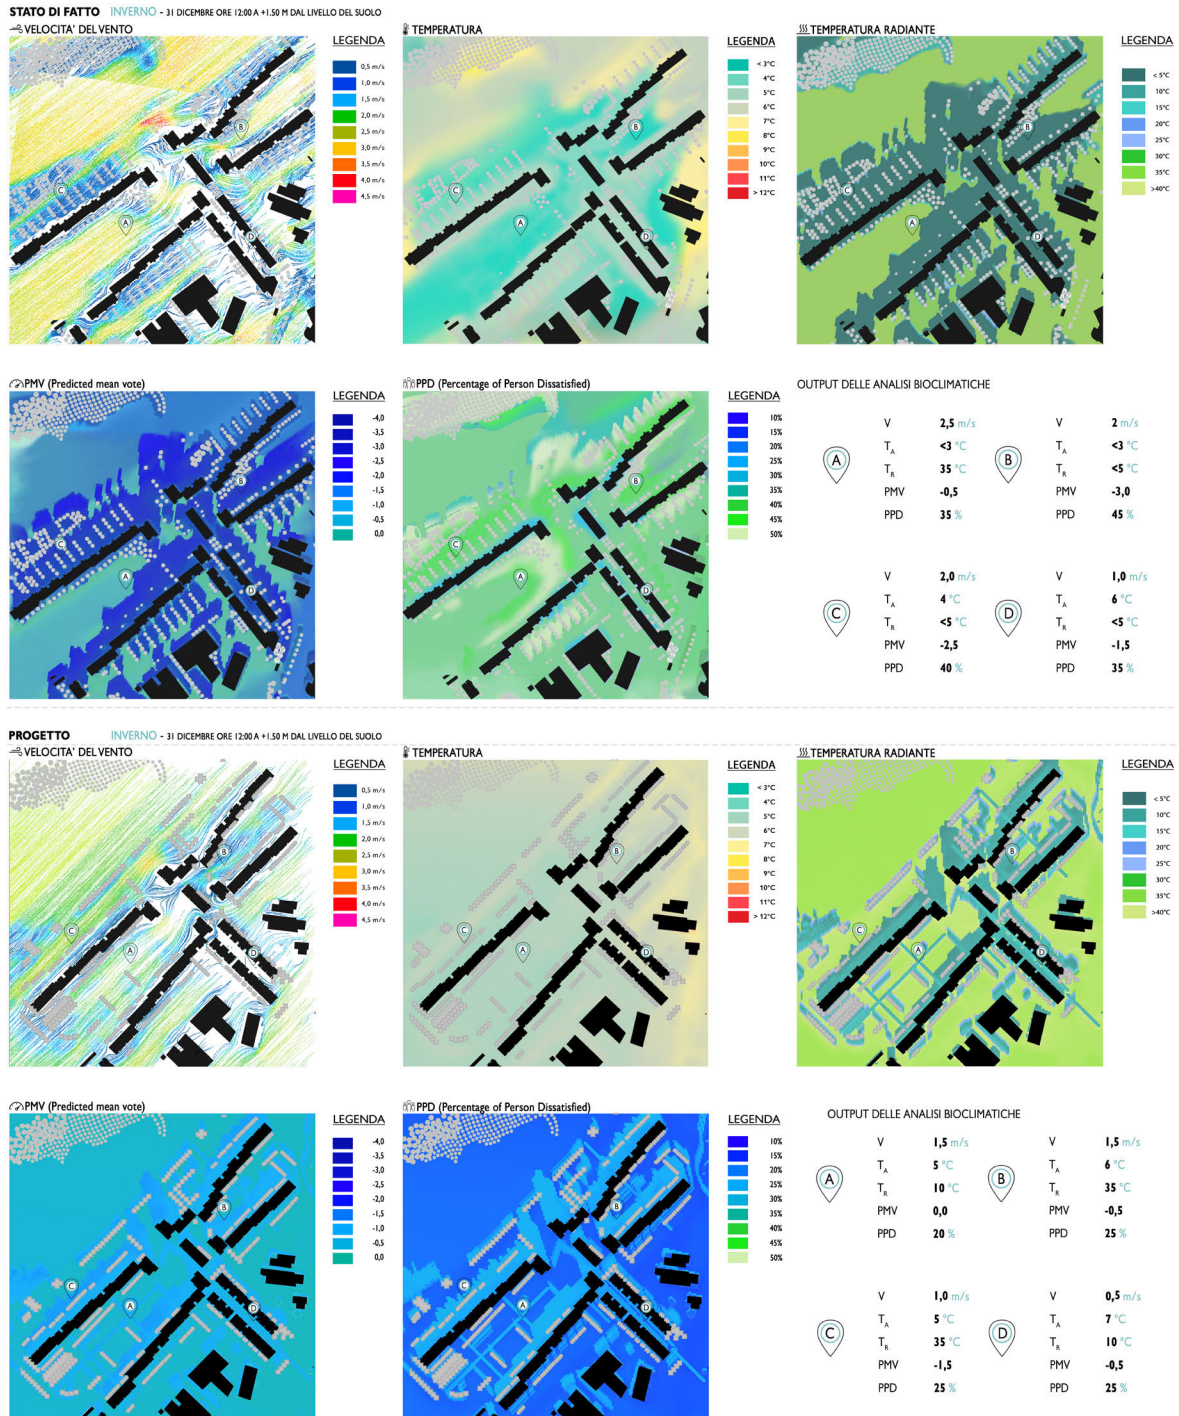 STATO DI FATTO INVERNO - 31 DICEMBRE ORE 12:00 A +1.50 M DAL LIVELLO DEL SUOLO
VELOCITA' DEL VENTO
LEGENDA
0,5 m/s
1,0 m/s
1,5 m/s
2,0 m/s
2,5 m/s
3,0 m/s
3,5 m/s
4,0 m/s
4,5 m/s
A
B
C
D
TEMPERATURA
LEGENDA
< 3°C
4°C
5°C
6°C
7°C
8°C
9°C
10°C
11°C
> 12°C
A
B
C
D
TEMPERATURA RADIANTE
LEGENDA
< 5°C
10°C
15°C
20°C
25°C
30°C
35°C
>40°C
A
B
C
D
PMV (Predicted mean vote)
LEGENDA
-4,0
-3,5
-3,0
-2,5
-2,0
-1,5
-1,0
-0,5
0,0
A
B
C
D
PPD (Percentage of Person Dissatisfied)
LEGENDA
10%
15%
20%
25%
30%
35%
40%
45%
50%
A
B
C
D
OUTPUT DELLE ANALISI BIOCLIMATICHE
A
V 2,5 m/s
TA <3 °C
TR 35 °C
PMV -0,5
PPD 35 %
B
V 2 m/s
TA <3 °C
TR <5 °C
PMV -3,0
PPD 45 %
C
V 2,0 m/s
TA 4 °C
TR <5 °C
PMV -2,5
PPD 40 %
D
V 1,0 m/s
TA 6 °C
TR <5 °C
PMV -1,5
PPD 35 %
PROGETTO INVERNO - 31 DICEMBRE ORE 12:00 A +1.50 M DAL LIVELLO DEL SUOLO
VELOCITA' DEL VENTO
LEGENDA
0,5 m/s
1,0 m/s
1,5 m/s
2,0 m/s
2,5 m/s
3,0 m/s
3,5 m/s
4,0 m/s
4,5 m/s
A
B
C
D
TEMPERATURA
LEGENDA
< 3°C
4°C
5°C
6°C
7°C
8°C
9°C
10°C
11°C
> 12°C
A
B
C
D
TEMPERATURA RADIANTE
LEGENDA
< 5°C
10°C
15°C
20°C
25°C
30°C
35°C
>40°C
A
B
C
D
PMV (Predicted mean vote)
LEGENDA
-4,0
-3,5
-3,0
-2,5
-2,0
-1,5
-1,0
-0,5
0,0
A
B
C
D
PPD (Percentage of Person Dissatisfied)
LEGENDA
10%
15%
20%
25%
30%
35%
40%
45%
50%
A
B
C
D
OUTPUT DELLE ANALISI BIOCLIMATICHE
A
V 1,5 m/s
TA 5 °C
TR 10 °C
PMV 0,0
PPD 20 %
B
V 1,5 m/s
TA 6 °C
TR 35 °C
PMV -0,5
PPD 25 %
C
V 1,0 m/s
TA 5 °C
TR 35 °C
PMV -1,5
PPD 25 %
D
V 0,5 m/s
TA 7 °C
TR 10 °C
PMV -0,5
PPD 25 %